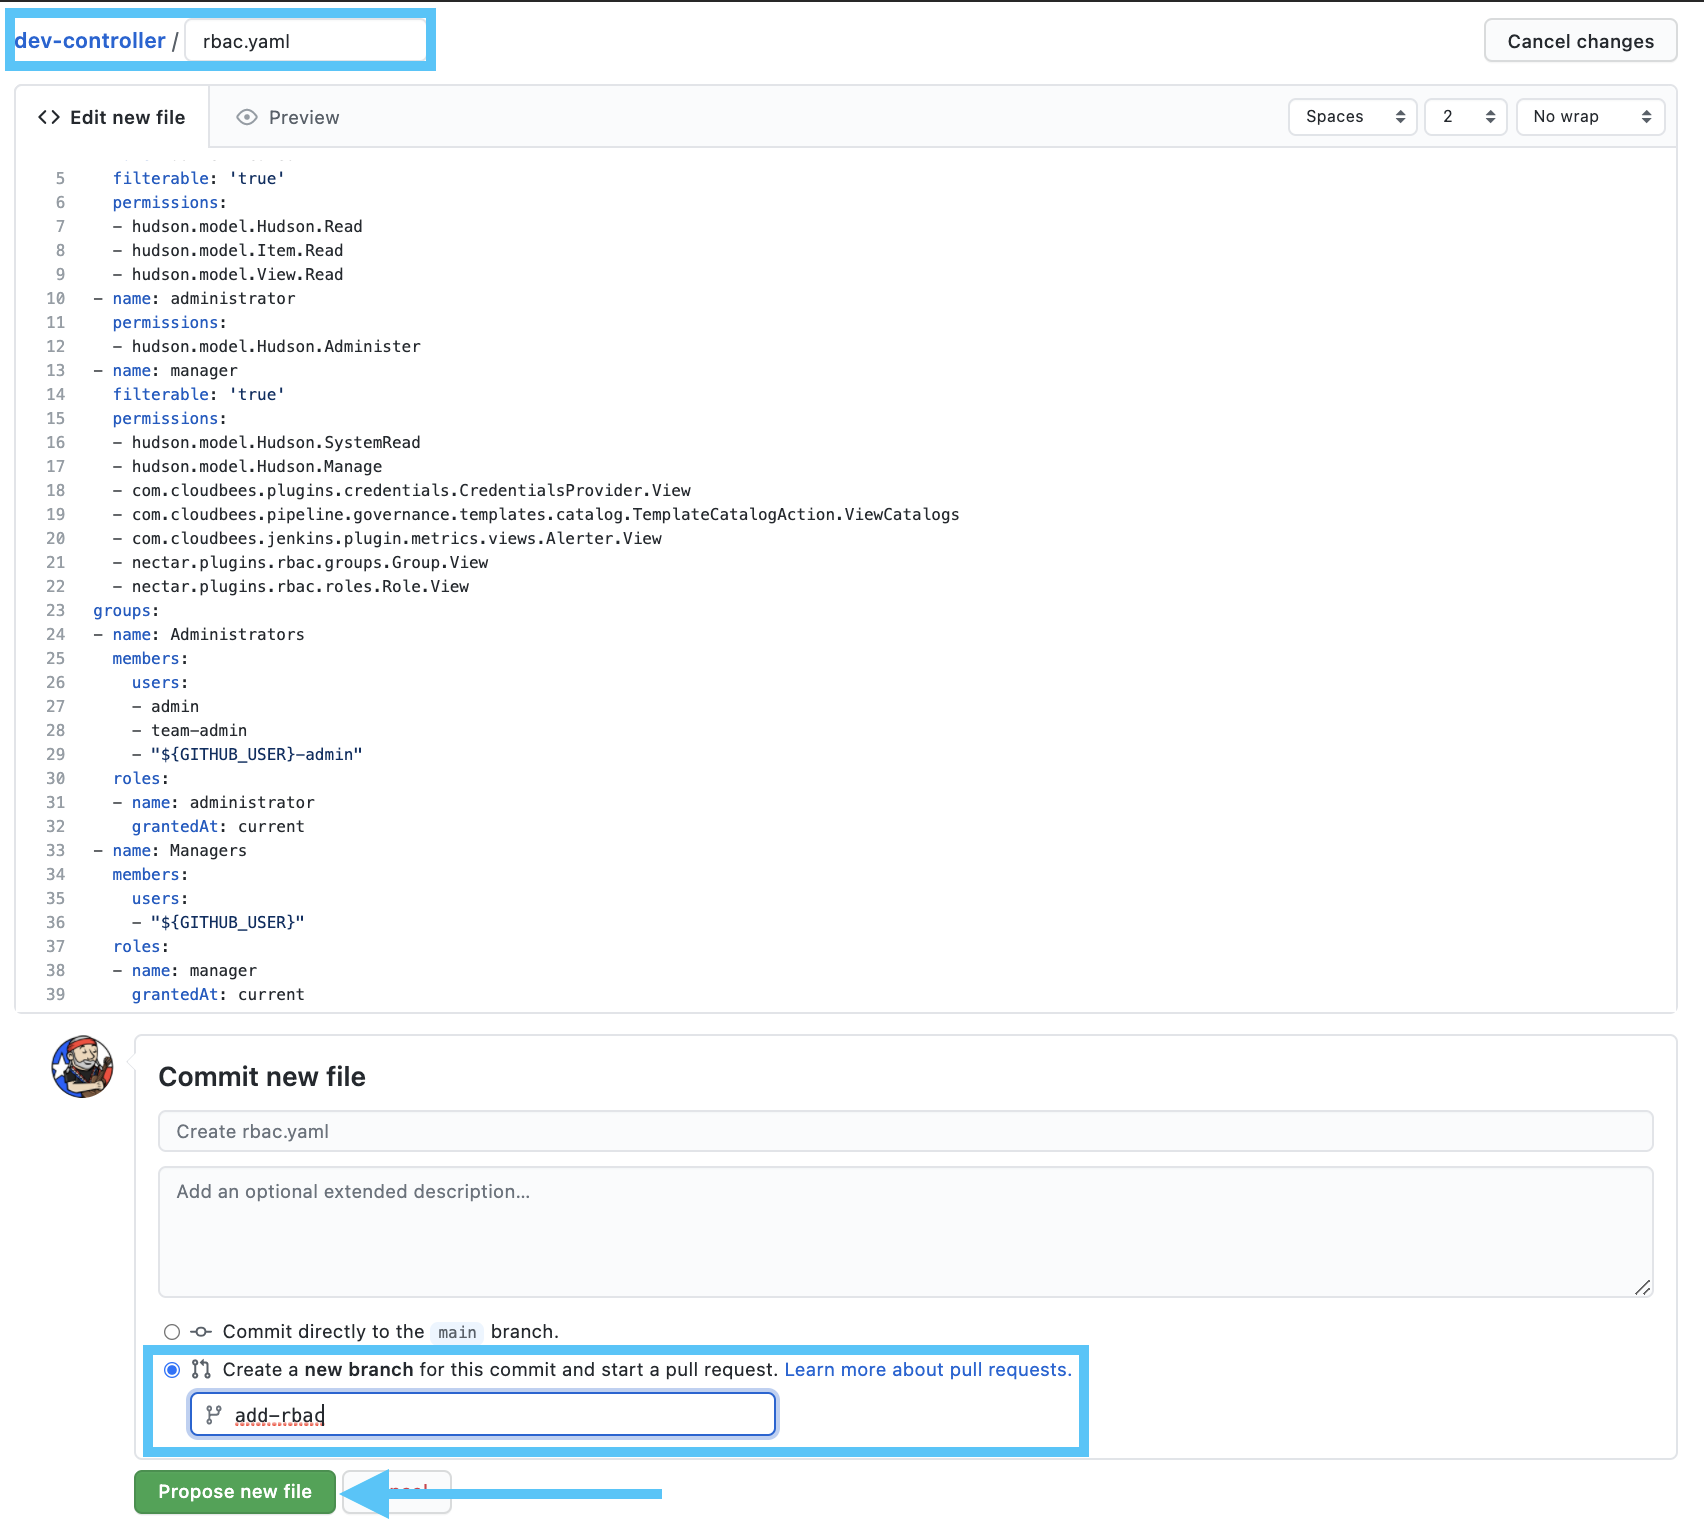 dev-controller / rbac.yaml
Cancel changes
Edit new file
Preview
Spaces
2
No wrap
5 filterable: 'true'
6 permissions:
7 - hudson.model.Hudson.Read
8 - hudson.model.Item.Read
9 - hudson.model.View.Read
10 - name: administrator
11 permissions:
12 - hudson.model.Hudson.Administer
13 - name: manager
14 filterable: 'true'
15 permissions:
16 - hudson.model.Hudson.SystemRead
17 - hudson.model.Hudson.Manage
18 - com.cloudbees.plugins.credentials.CredentialsProvider.View
19 - com.cloudbees.pipeline.governance.templates.catalog.TemplateCatalogAction.ViewCatalogs
20 - com.cloudbees.jenkins.plugin.metrics.views.Alerter.View
21 - nectar.plugins.rbac.groups.Group.View
22 - nectar.plugins.rbac.roles.Role.View
23 groups:
24 - name: Administrators
25 members:
26 users:
27 - admin
28 - team-admin
29 - "${GITHUB_USER}-admin"
30 roles:
31 - name: administrator
32 grantedAt: current
33 - name: Managers
34 members:
35 users:
36 - "${GITHUB_USER}"
37 roles:
38 - name: manager
39 grantedAt: current
Commit new file
Create rbac.yaml
Add an optional extended description...
Commit directly to the main branch.
Create a new branch for this commit and start a pull request. Learn more about pull requests.
add-rbac
Propose new file